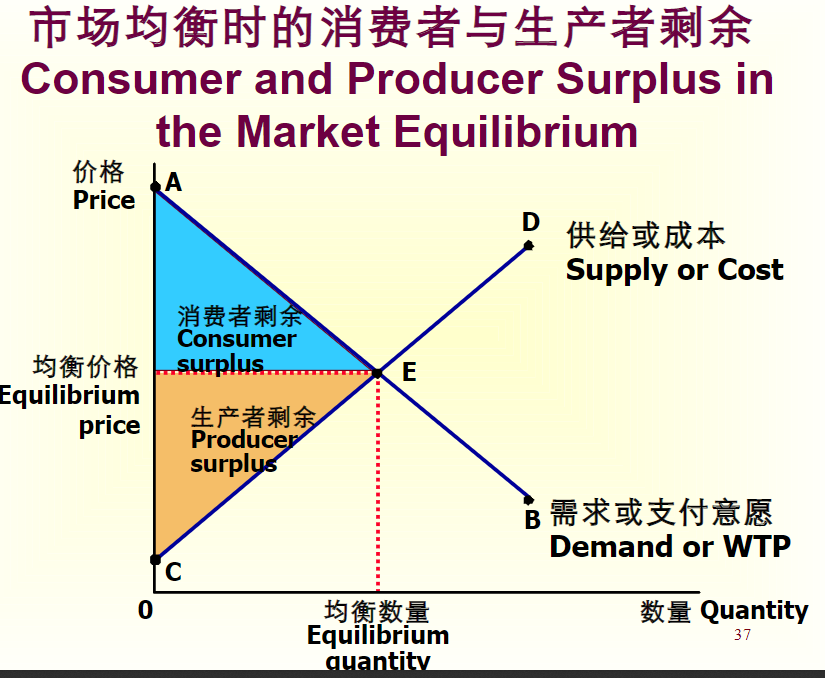 市场均衡时的消费者与生产者剩余
Consumer and Producer Surplus in
the Market Equilibrium
价格
Price
A
D
供给或成本
Supply or Cost
消费者剩余
Consumer
surplus
均衡价格
Equilibrium
price
E
生产者剩余
Producer
surplus
B
需求或支付意愿
Demand or WTP
C
0
均衡数量
Equilibrium
quantity
数量 Quantity
37